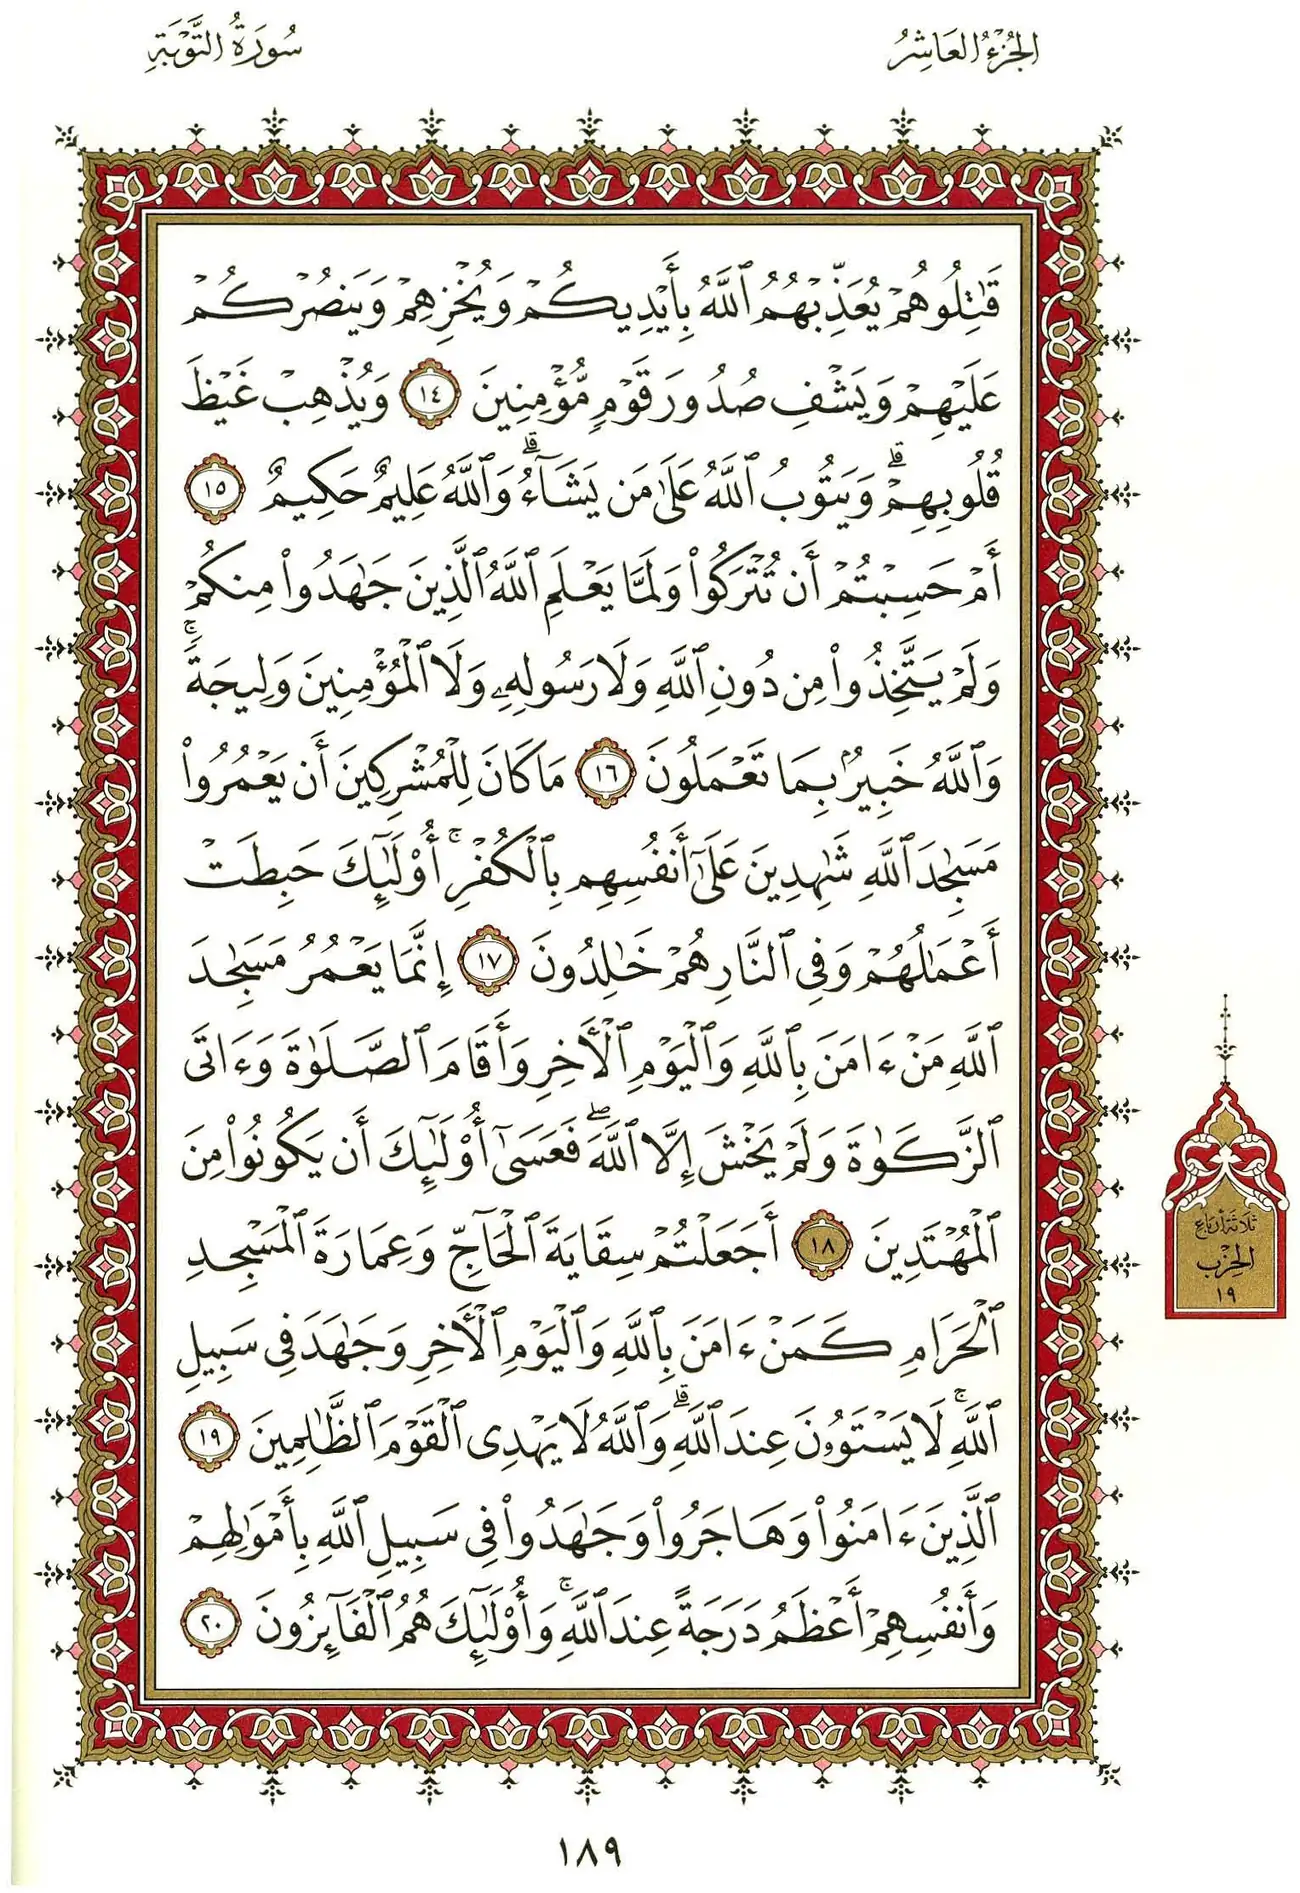 الجزء العاشر
سورة التوبة
قَٰتِلُوهُمْ يُعَذِّبْهُمُ ٱللَّهُ بِأَيْدِيكُمْ وَيُخْزِهِمْ وَيَنصُرْكُمْ
عَلَيْهِمْ وَيَشْفِ صُدُورَ قَوْمٍ مُّؤْمِنِينَ ١٤ وَيُذْهِبْ غَيْظَ
قُلُوبِهِمْ ۗ وَيَتُوبُ ٱللَّهُ عَلَىٰ مَن يَشَآءُ ۗ وَٱللَّهُ عَلِيمٌ حَكِيمٌ ١٥
أَمْ حَسِبْتُمْ أَن تُتْرَكُوا۟ وَلَمَّا يَعْلَمِ ٱللَّهُ ٱلَّذِينَ جَٰهَدُوا۟ مِنكُمْ
وَلَمْ يَتَّخِذُوا۟ مِن دُونِ ٱللَّهِ وَلَا رَسُولِهِۦ وَلَا ٱلْمُؤْمِنِينَ وَلِيجَةً ۚ
وَٱللَّهُ خَبِيرٌۢ بِمَا تَعْمَلُونَ ١٦ مَا كَانَ لِلْمُشْرِكِينَ أَن يَعْمُرُوا۟
مَسَٰجِدَ ٱللَّهِ شَٰهِدِينَ عَلَىٰٓ أَنفُسِهِم بِٱلْكُفْرِ ۚ أُو۟لَٰٓئِكَ حَبِطَتْ
أَعْمَٰلُهُمْ وَفِى ٱلنَّارِ هُمْ خَٰلِدُونَ ١٧ إِنَّمَا يَعْمُرُ مَسَٰجِدَ
ٱللَّهِ مَنْ ءَامَنَ بِٱللَّهِ وَٱلْيَوْمِ ٱلْءَاخِرِ وَأَقَامَ ٱلصَّلَوٰةَ وَءَاتَى
ٱلزَّكَوٰةَ وَلَمْ يَخْشَ إِلَّا ٱللَّهَ ۖ فَعَسَىٰٓ أُو۟لَٰٓئِكَ أَن يَكُونُوا۟ مِنَ
ٱلْمُهْتَدِينَ ١٨ أَجَعَلْتُمْ سِقَايَةَ ٱلْحَآجِّ وَعِمَارَةَ ٱلْمَسْجِدِ
ٱلْحَرَامِ كَمَنْ ءَامَنَ بِٱللَّهِ وَٱلْيَوْمِ ٱلْءَاخِرِ وَجَٰهَدَ فِى سَبِيلِ
ٱللَّهِ ۚ لَا يَسْتَوُۥنَ عِندَ ٱللَّهِ ۗ وَٱللَّهُ لَا يَهْدِى ٱلْقَوْمَ ٱلظَّٰلِمِينَ ١٩
ٱلَّذِينَ ءَامَنُوا۟ وَهَاجَرُوا۟ وَجَٰهَدُوا۟ فِى سَبِيلِ ٱللَّهِ بِأَمْوَٰلِهِمْ
وَأَنفُسِهِمْ أَعْظَمُ دَرَجَةً عِندَ ٱللَّهِ ۚ وَأُو۟لَٰٓئِكَ هُمُ ٱلْفَآئِزُونَ ٢٠
ثلاثة أرباع
الحزب
١٩
١٨٩